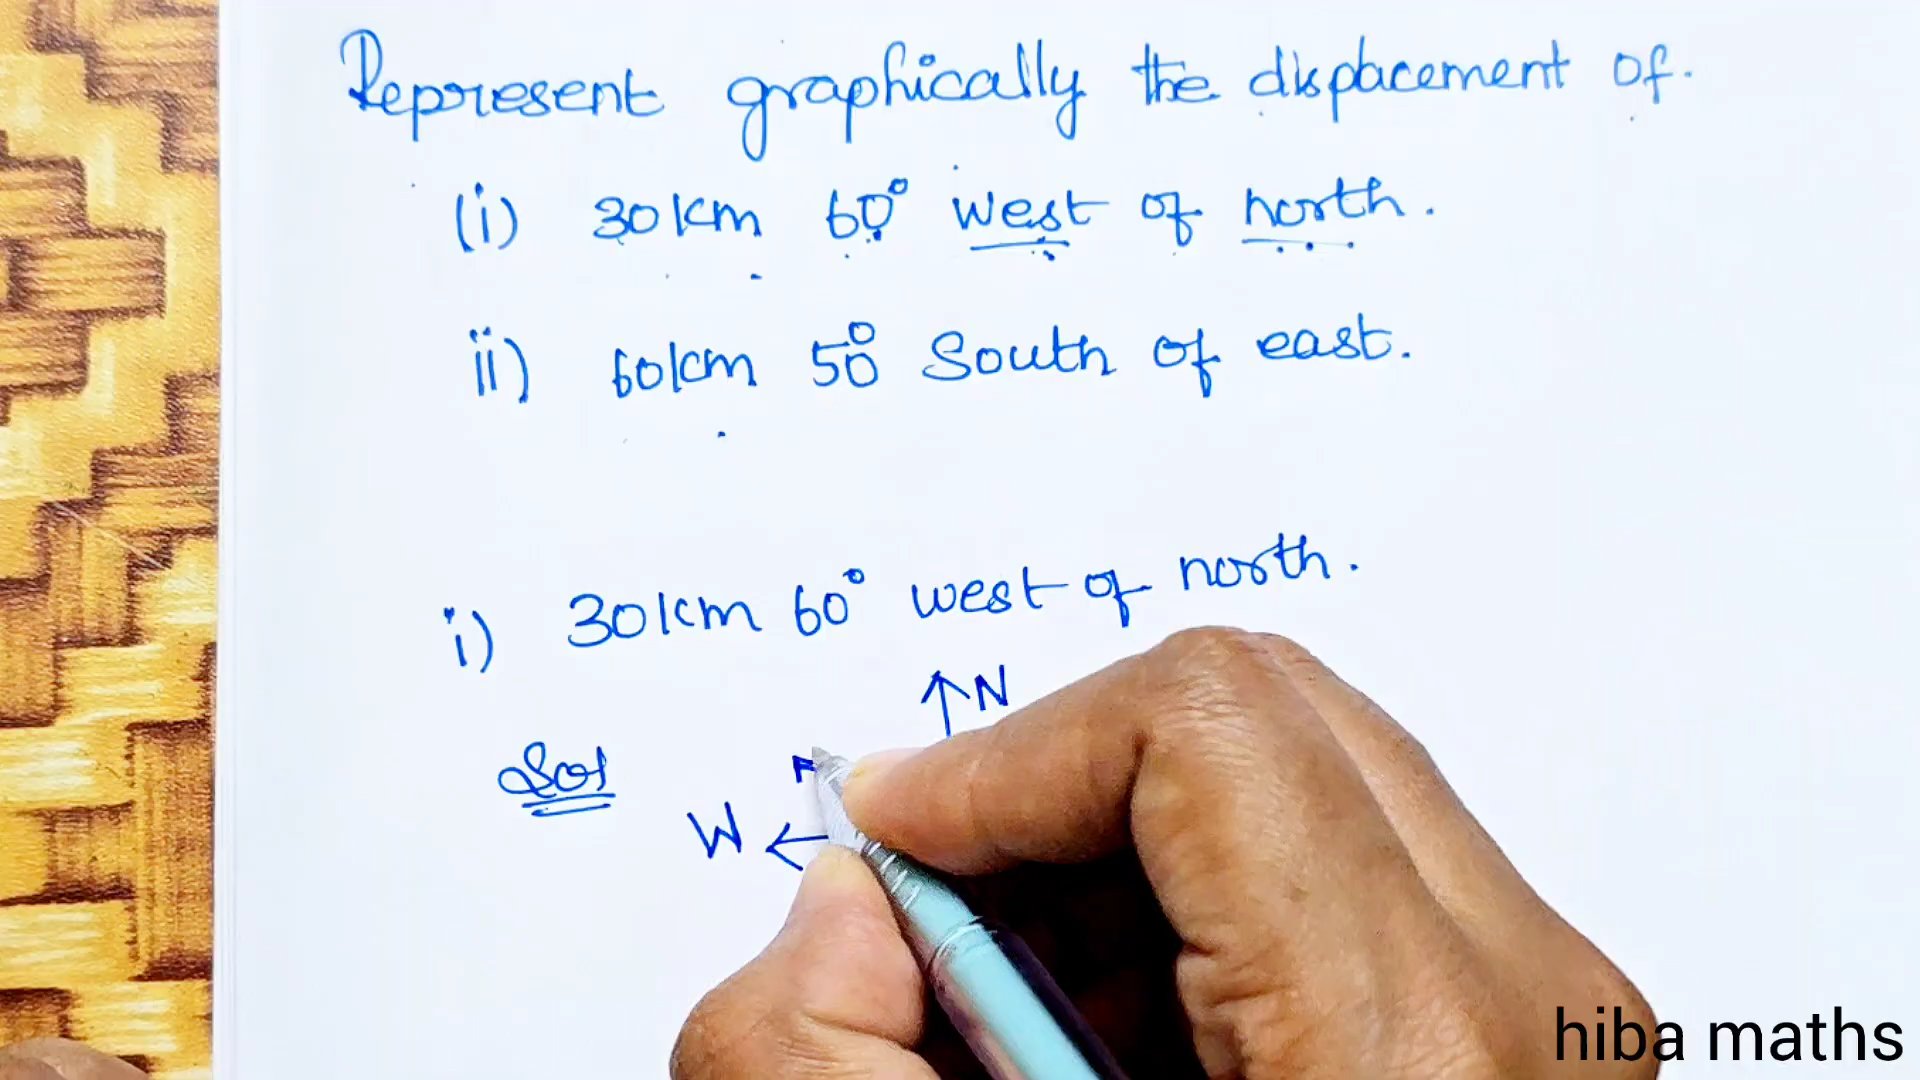 Represent graphically the displacement of.
(i) 30km 60° west of north.
ii) 60km 50° South of east.
i) 30km 60° west of north.
N
Sol
W
hiba maths